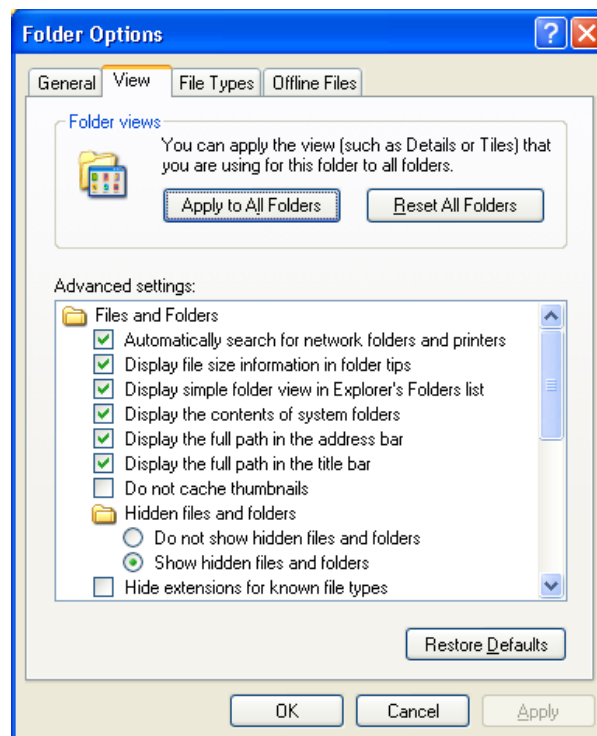 Folder Options
General View File Types Offline Files
Folder views
You can apply the view (such as Details or Tiles) that
you are using for this folder to all folders.
Apply to All Folders Reset All Folders
Advanced settings:
Files and Folders
Automatically search for network folders and printers
Display file size information in folder tips
Display simple folder view in Explorer's Folders list
Display the contents of system folders
Display the full path in the address bar
Display the full path in the title bar
Do not cache thumbnails
Hidden files and folders
Do not show hidden files and folders
Show hidden files and folders
Hide extensions for known file types
Restore Defaults
OK Cancel Apply